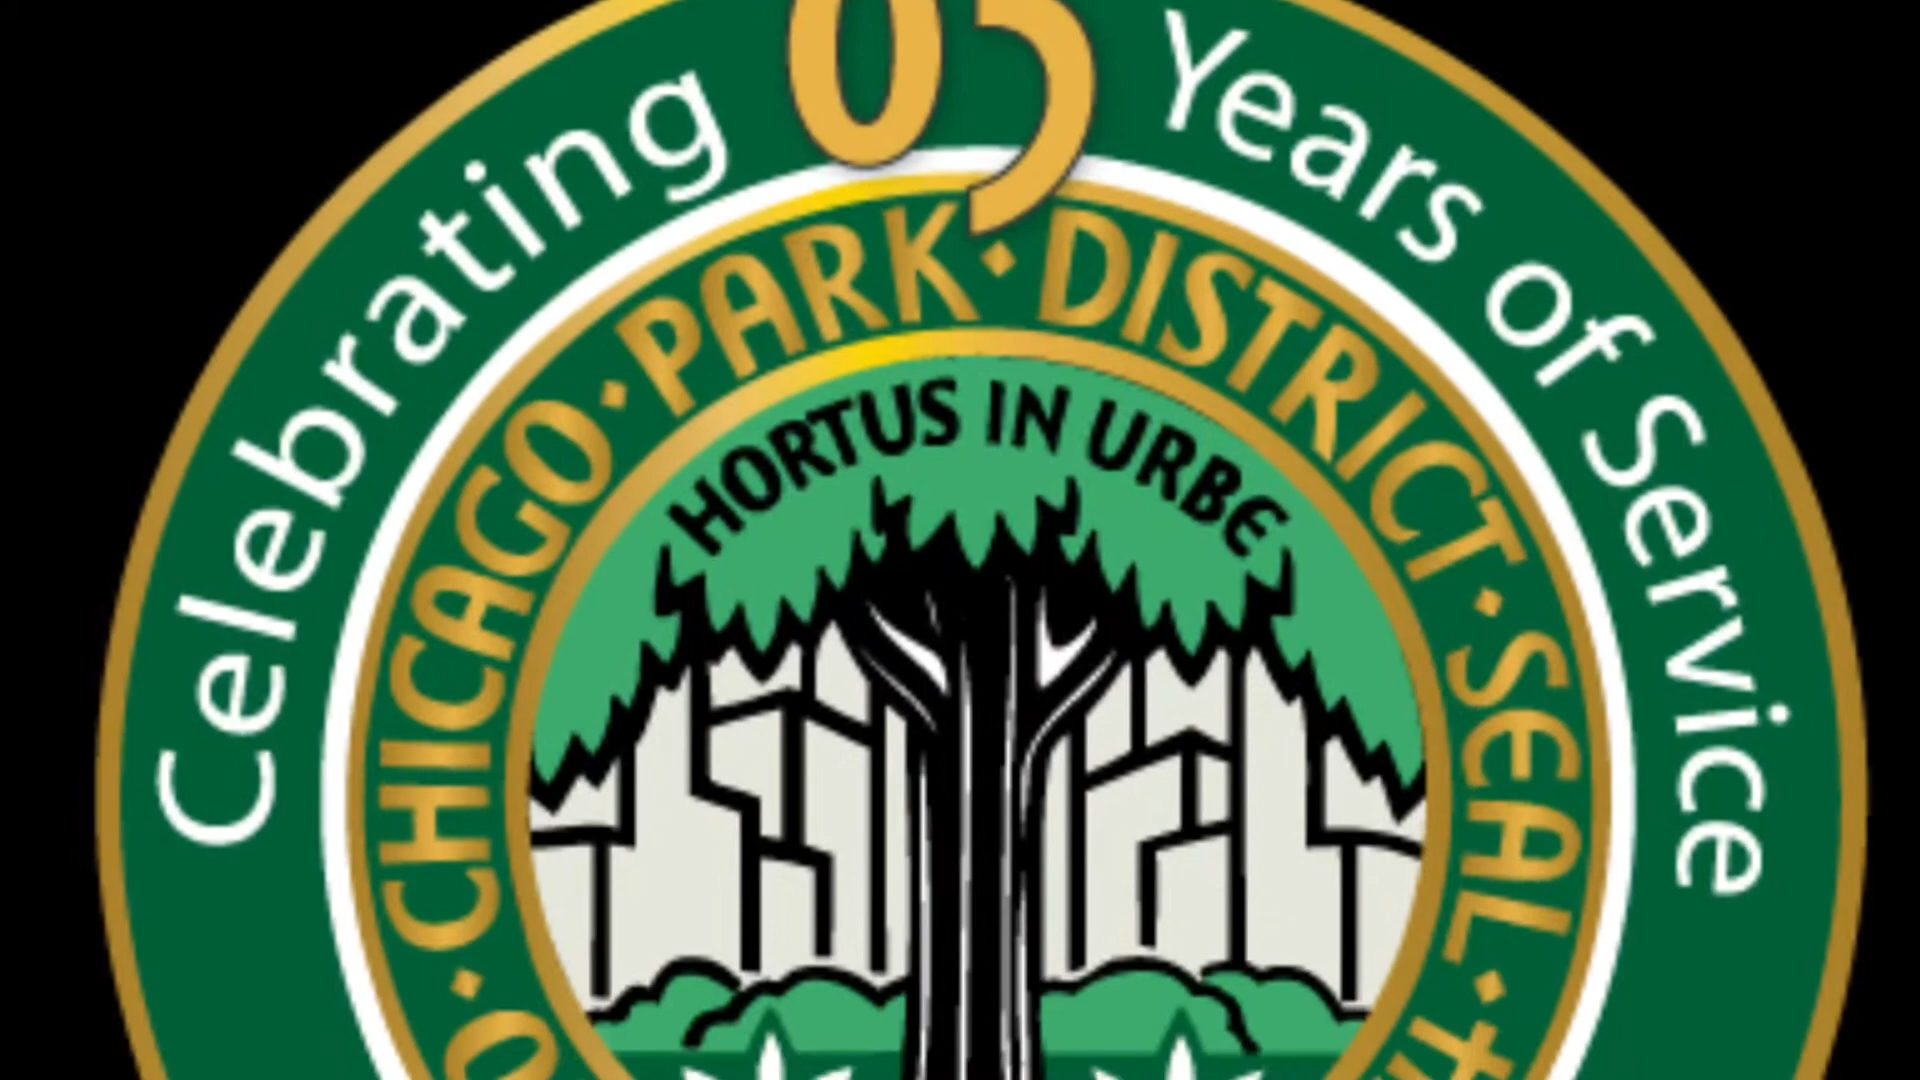 Celebrating Years of Service
CHICAGO · PARK · DISTRICT · SEAL ·
HORTUS IN URBE